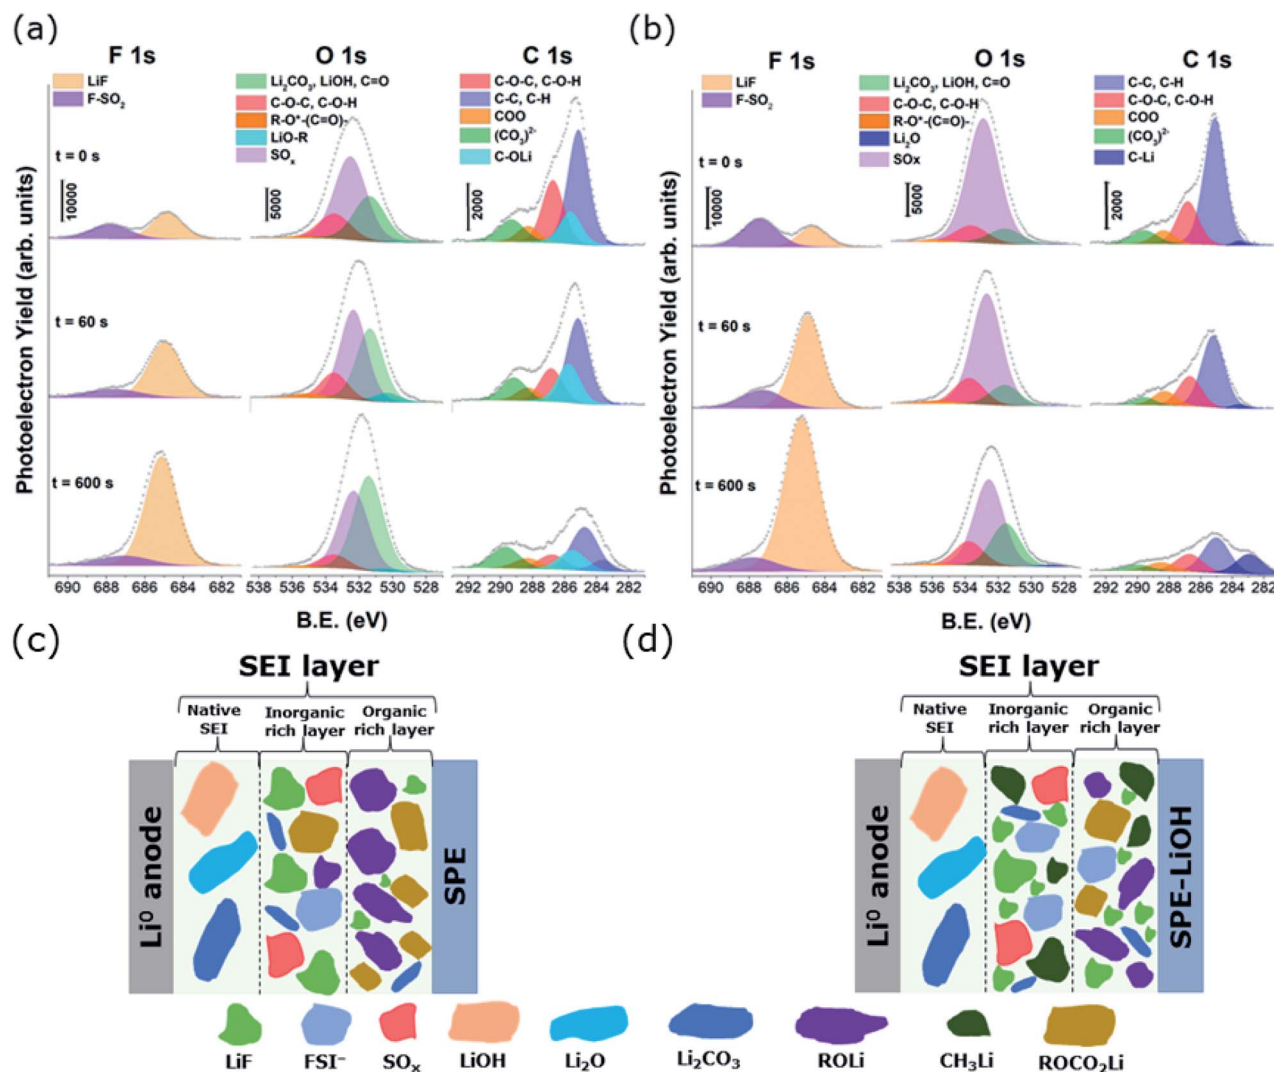 (a)
F 1s
O 1s
C 1s
LiF
F-SO₂
Li₂CO₃, LiOH, C=O
C-O-C, C-O-H
R-O*-(C=O)-
LiO-R
SOₓ
C-O-C, C-O-H
C-C, C-H
COO
(CO₃)²⁻
C-OLi
t = 0 s
10000
5000
2000
t = 60 s
t = 600 s
Photoelectron Yield (arb. units)
690 688 686 684 682
536 534 532 530 528
292 290 288 286 284 282
B.E. (eV)
(b)
F 1s
O 1s
C 1s
LiF
F-SO₂
Li₂CO₃, LiOH, C=O
C-O-C, C-O-H
R-O*-(C=O)-
Li₂O
SOx
C-C, C-H
C-O-C, C-O-H
COO
(CO₃)²⁻
C-Li
t = 0 s
10000
5000
2000
t = 60 s
t = 600 s
Photoelectron Yield (arb. units)
690 688 686 684 682
538 536 534 532 530 528
292 290 288 286 284 282
B.E. (eV)
(c)
SEI layer
Native
SEI
Inorganic
rich layer
Organic
rich layer
Li⁰ anode
SPE
(d)
SEI layer
Native
SEI
Inorganic
rich layer
Organic
rich layer
Li⁰ anode
SPE-LiOH
LiF
FSI⁻
SOₓ
LiOH
Li₂O
Li₂CO₃
ROLi
CH₃Li
ROCO₂Li